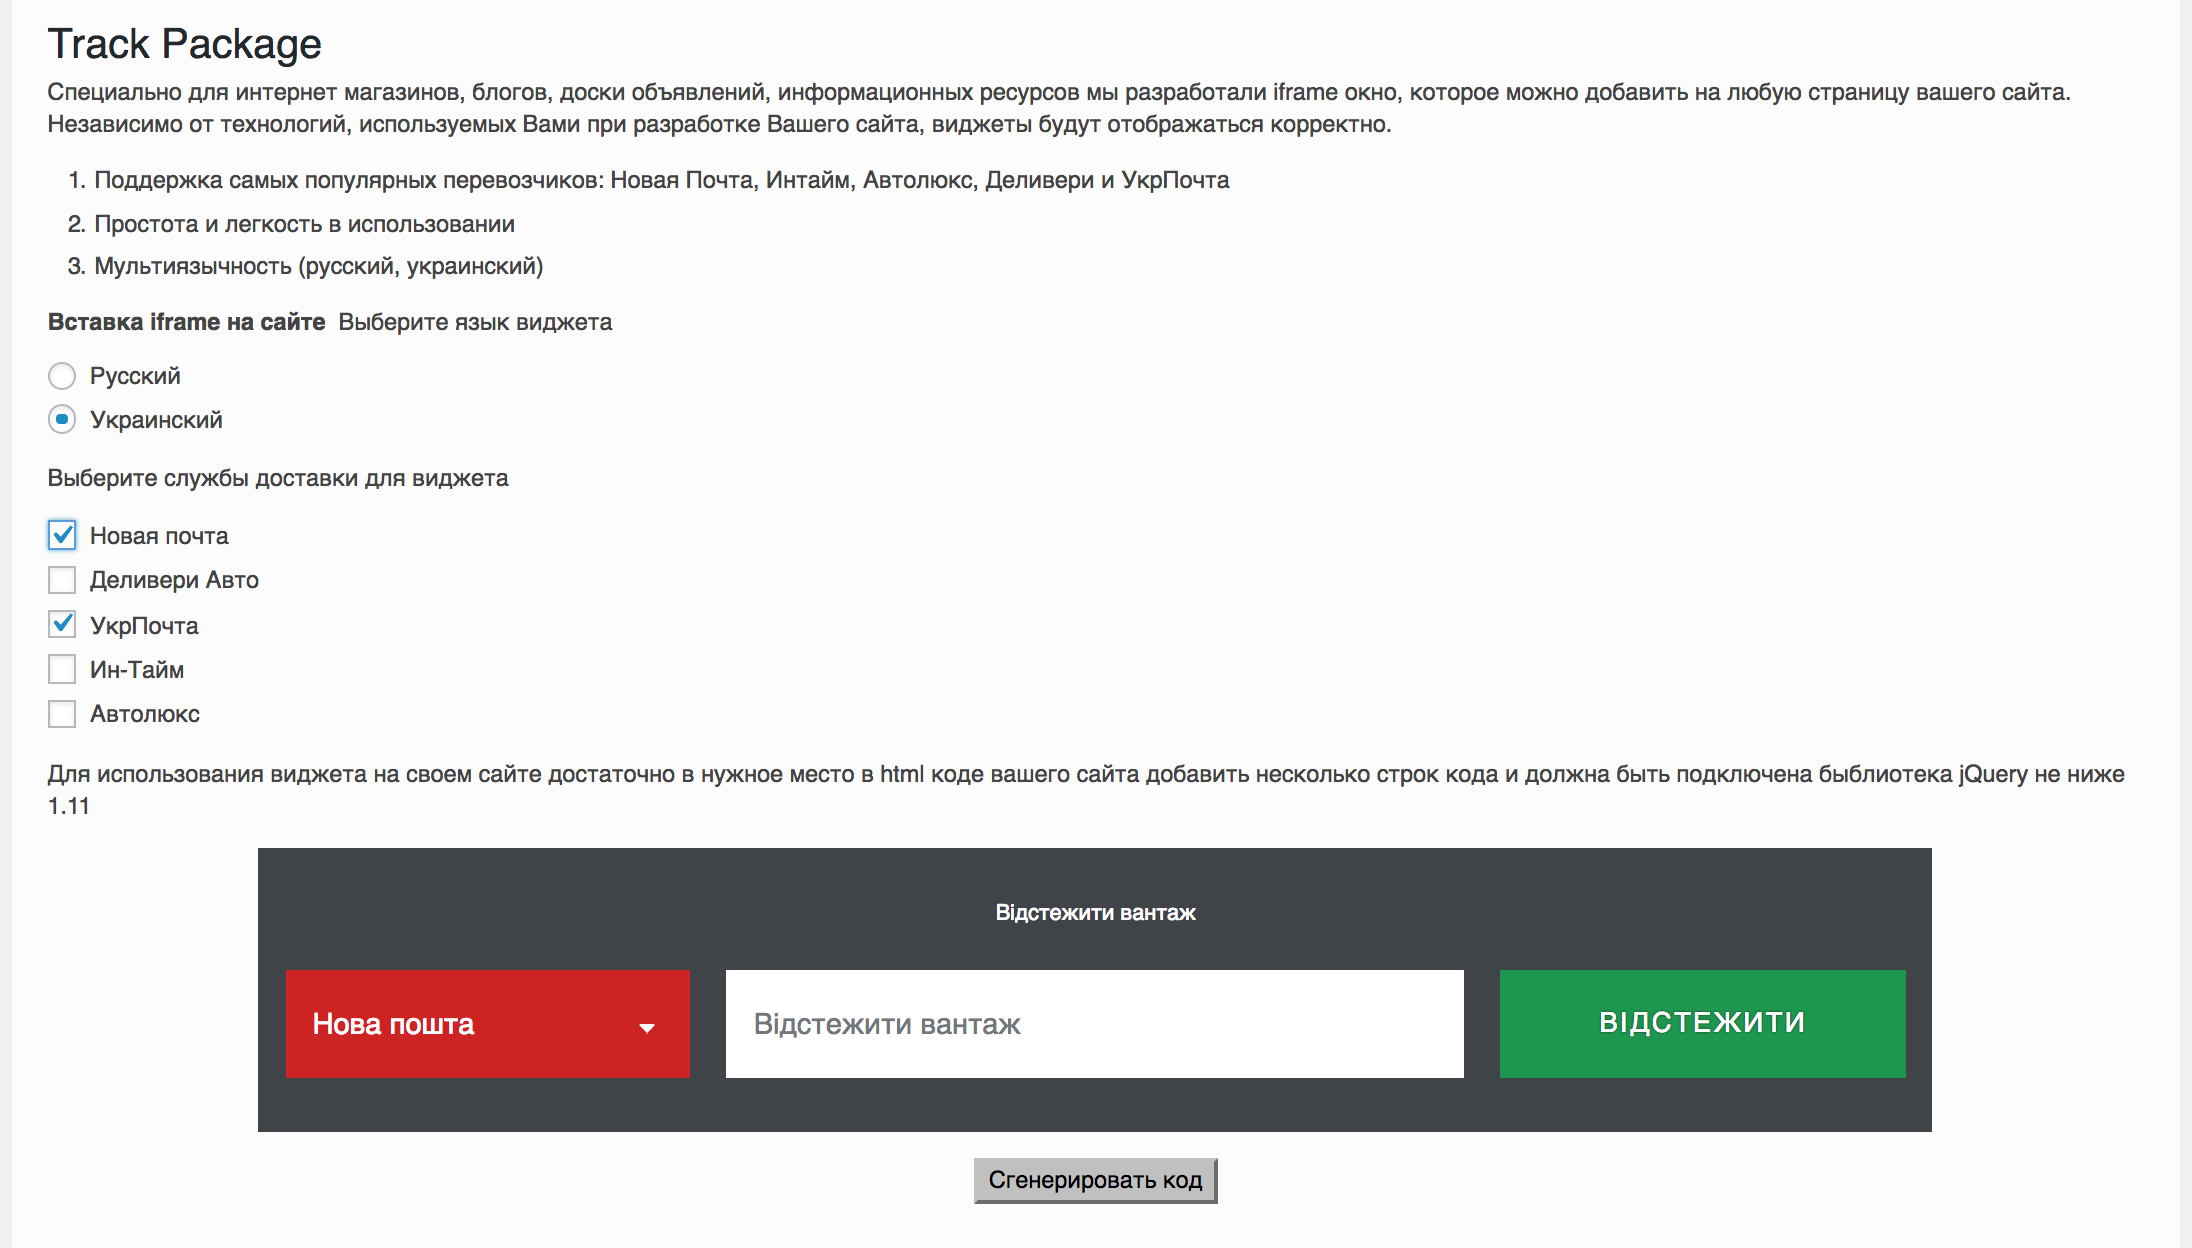 Track Package
Специально для интернет магазинов, блогов, доски объявлений, информационных ресурсов мы разработали iframe окно, которое можно добавить на любую страницу вашего сайта.
Независимо от технологий, используемых Вами при разработке Вашего сайта, виджеты будут отображаться корректно.
1. Поддержка самых популярных перевозчиков: Новая Почта, Интайм, Автолюкс, Деливери и УкрПочта
2. Простота и легкость в использовании
3. Мультиязычность (русский, украинский)
Вставка iframe на сайте Выберите язык виджета
Русский
Украинский
Выберите службы доставки для виджета
Новая почта
Деливери Авто
УкрПочта
Ин-Тайм
Автолюкс
Для использования виджета на своем сайте достаточно в нужное место в html коде вашего сайта добавить несколько строк кода и должна быть подключена быблиотека jQuery не ниже
1.11
Відстежити вантаж
Нова пошта
Відстежити вантаж
ВІДСТЕЖИТИ
Сгенерировать код